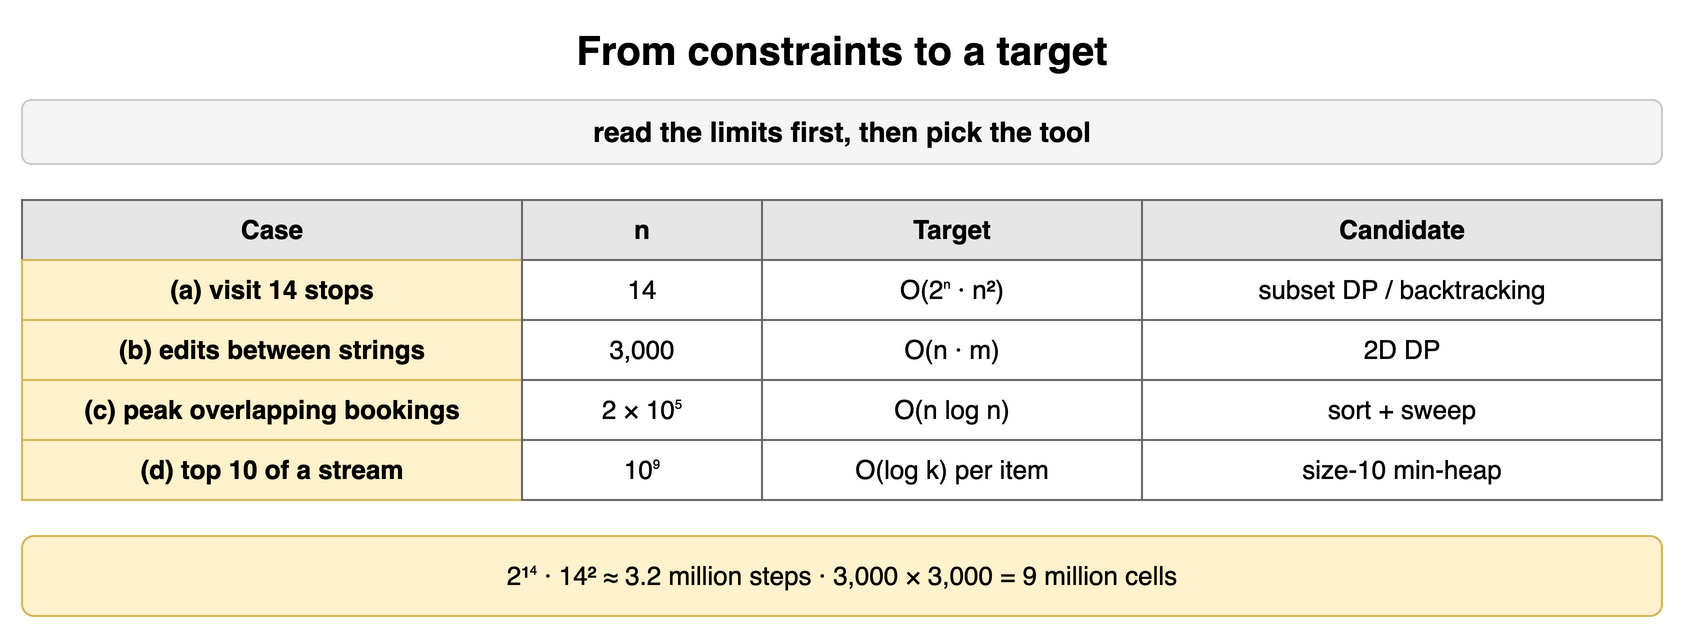 From constraints to a target
read the limits first, then pick the tool
Case n Target Candidate
(a) visit 14 stops 14 O(2ⁿ · n²) subset DP / backtracking
(b) edits between strings 3,000 O(n · m) 2D DP
(c) peak overlapping bookings 2 × 10⁵ O(n log n) sort + sweep
(d) top 10 of a stream 10⁹ O(log k) per item size-10 min-heap
2¹⁴ · 14² ≈ 3.2 million steps · 3,000 × 3,000 = 9 million cells